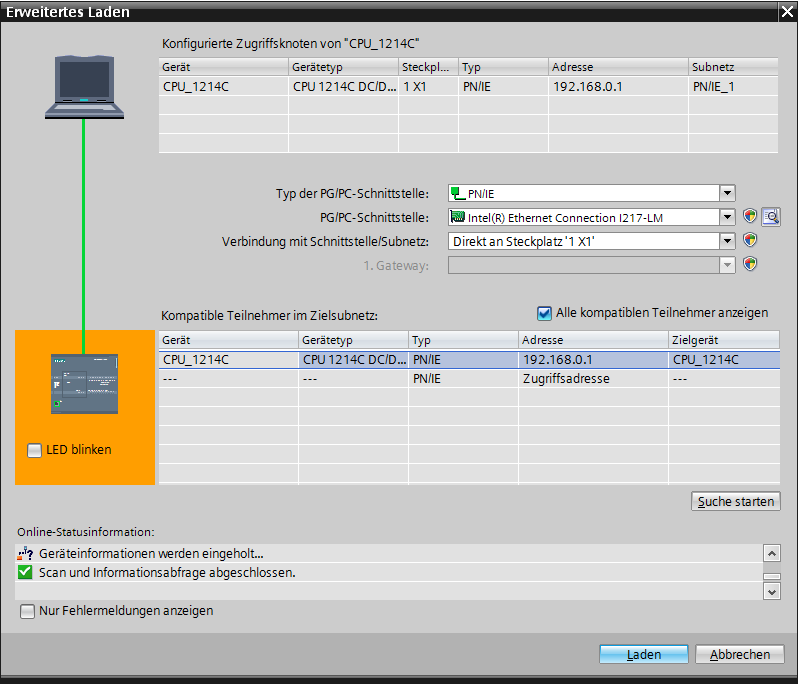 Erweitertes Laden
Konfigurierte Zugriffsknoten von "CPU_1214C"
Gerät Gerätetyp Steckpl... Typ Adresse Subnetz
CPU_1214C CPU 1214C DC/D... 1 X1 PN/IE 192.168.0.1 PN/IE_1
Typ der PG/PC-Schnittstelle: PN/IE
PG/PC-Schnittstelle: Intel(R) Ethernet Connection I217-LM
Verbindung mit Schnittstelle/Subnetz: Direkt an Steckplatz '1 X1'
1. Gateway:
Kompatible Teilnehmer im Zielsubnetz: Alle kompatiblen Teilnehmer anzeigen
Gerät Gerätetyp Typ Adresse Zielgerät
CPU_1214C CPU 1214C DC/D... PN/IE 192.168.0.1 CPU_1214C
--- --- PN/IE Zugriffsadresse ---
LED blinken
Suche starten
Online-Statusinformation:
Geräteinformationen werden eingeholt...
Scan und Informationsabfrage abgeschlossen.
Nur Fehlermeldungen anzeigen
Laden Abbrechen